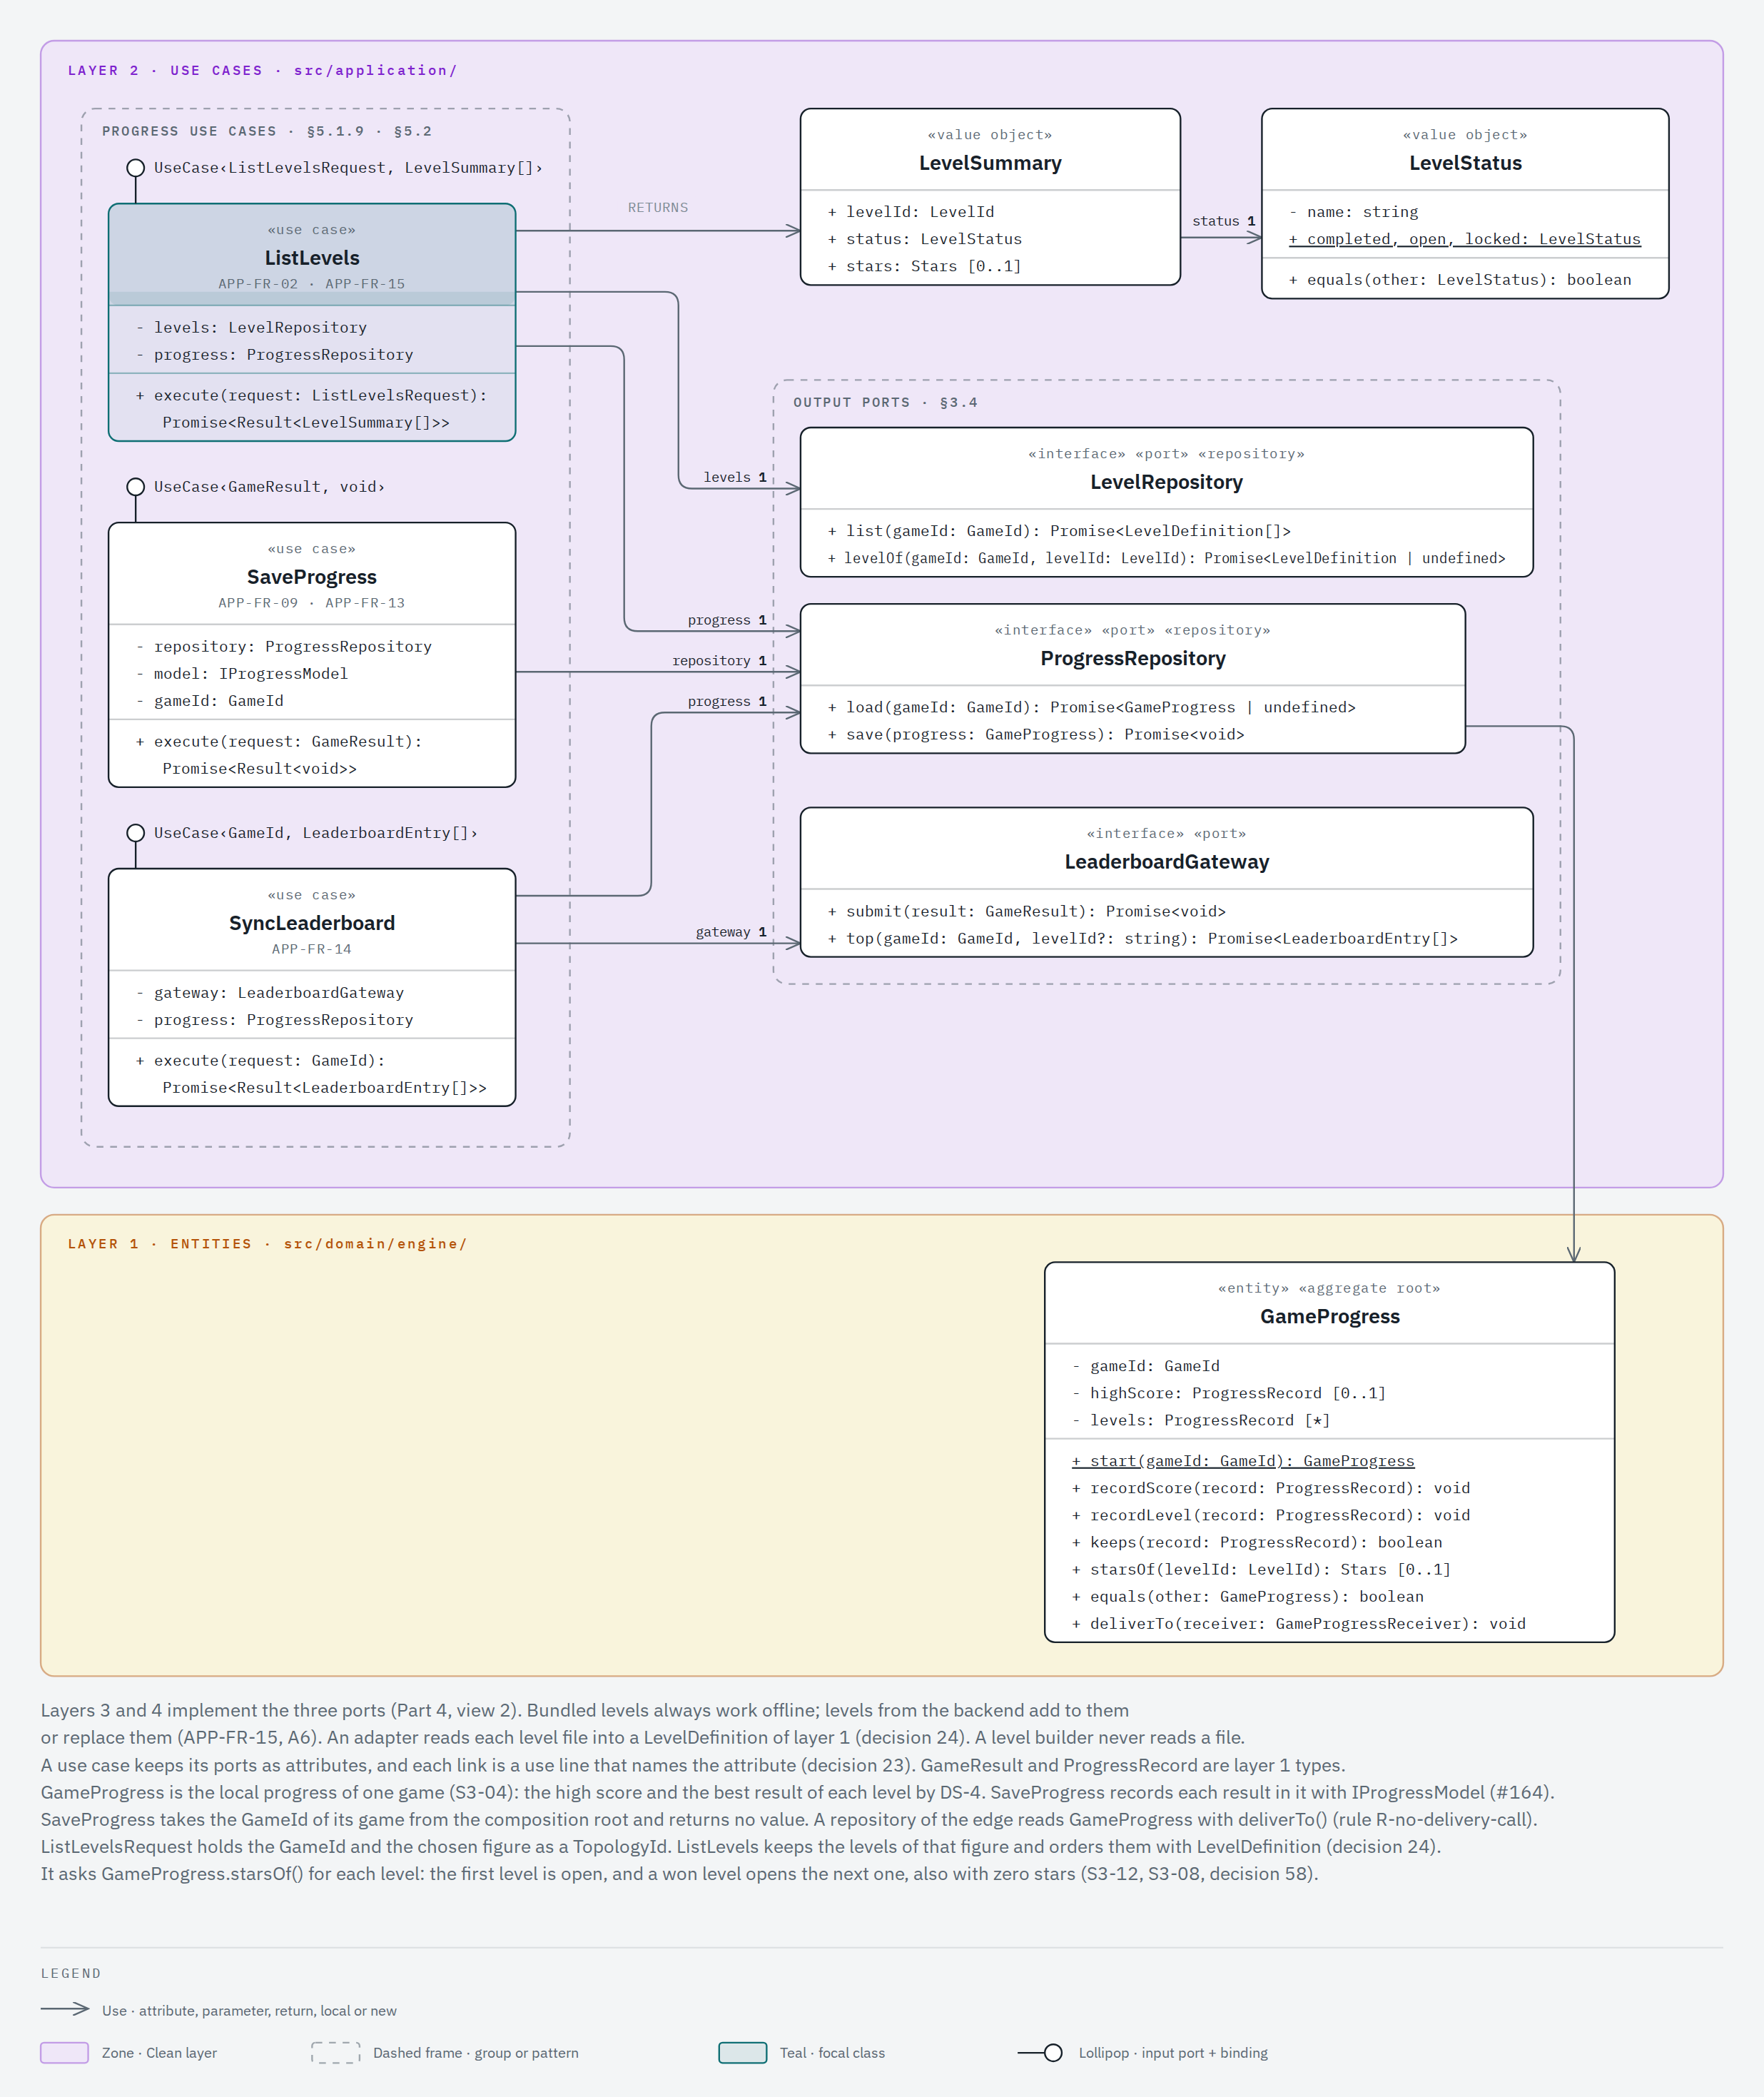 LAYER 2 · USE CASES · src/application/
PROGRESS USE CASES · §5.1.9 · §5.2
UseCase‹ListLevelsRequest, LevelSummary[]›
«use case»
ListLevels
APP-FR-02 · APP-FR-15
- levels: LevelRepository
- progress: ProgressRepository
+ execute(request: ListLevelsRequest):
Promise<Result<LevelSummary[]>>
UseCase‹GameResult, void›
«use case»
SaveProgress
APP-FR-09 · APP-FR-13
- repository: ProgressRepository
- model: IProgressModel
- gameId: GameId
+ execute(request: GameResult):
Promise<Result<void>>
UseCase‹GameId, LeaderboardEntry[]›
«use case»
SyncLeaderboard
APP-FR-14
- gateway: LeaderboardGateway
- progress: ProgressRepository
+ execute(request: GameId):
Promise<Result<LeaderboardEntry[]>>
RETURNS
levels 1
progress 1
repository 1
progress 1
gateway 1
«value object»
LevelSummary
+ levelId: LevelId
+ status: LevelStatus
+ stars: Stars [0..1]
status 1
«value object»
LevelStatus
- name: string
+ completed, open, locked: LevelStatus
+ equals(other: LevelStatus): boolean
OUTPUT PORTS · §3.4
«interface» «port» «repository»
LevelRepository
+ list(gameId: GameId): Promise<LevelDefinition[]>
+ levelOf(gameId: GameId, levelId: LevelId): Promise<LevelDefinition | undefined>
«interface» «port» «repository»
ProgressRepository
+ load(gameId: GameId): Promise<GameProgress | undefined>
+ save(progress: GameProgress): Promise<void>
«interface» «port»
LeaderboardGateway
+ submit(result: GameResult): Promise<void>
+ top(gameId: GameId, levelId?: string): Promise<LeaderboardEntry[]>
LAYER 1 · ENTITIES · src/domain/engine/
«entity» «aggregate root»
GameProgress
- gameId: GameId
- highScore: ProgressRecord [0..1]
- levels: ProgressRecord [*]
+ start(gameId: GameId): GameProgress
+ recordScore(record: ProgressRecord): void
+ recordLevel(record: ProgressRecord): void
+ keeps(record: ProgressRecord): boolean
+ starsOf(levelId: LevelId): Stars [0..1]
+ equals(other: GameProgress): boolean
+ deliverTo(receiver: GameProgressReceiver): void
Layers 3 and 4 implement the three ports (Part 4, view 2). Bundled levels always work offline; levels from the backend add to them
or replace them (APP-FR-15, A6). An adapter reads each level file into a LevelDefinition of layer 1 (decision 24). A level builder never reads a file.
A use case keeps its ports as attributes, and each link is a use line that names the attribute (decision 23). GameResult and ProgressRecord are layer 1 types.
GameProgress is the local progress of one game (S3-04): the high score and the best result of each level by DS-4. SaveProgress records each result in it with IProgressModel (#164).
SaveProgress takes the GameId of its game from the composition root and returns no value. A repository of the edge reads GameProgress with deliverTo() (rule R-no-delivery-call).
ListLevelsRequest holds the GameId and the chosen figure as a TopologyId. ListLevels keeps the levels of that figure and orders them with LevelDefinition (decision 24).
It asks GameProgress.starsOf() for each level: the first level is open, and a won level opens the next one, also with zero stars (S3-12, S3-08, decision 58).
LEGEND
Use · attribute, parameter, return, local or new
Zone · Clean layer
Dashed frame · group or pattern
Teal · focal class
Lollipop · input port + binding